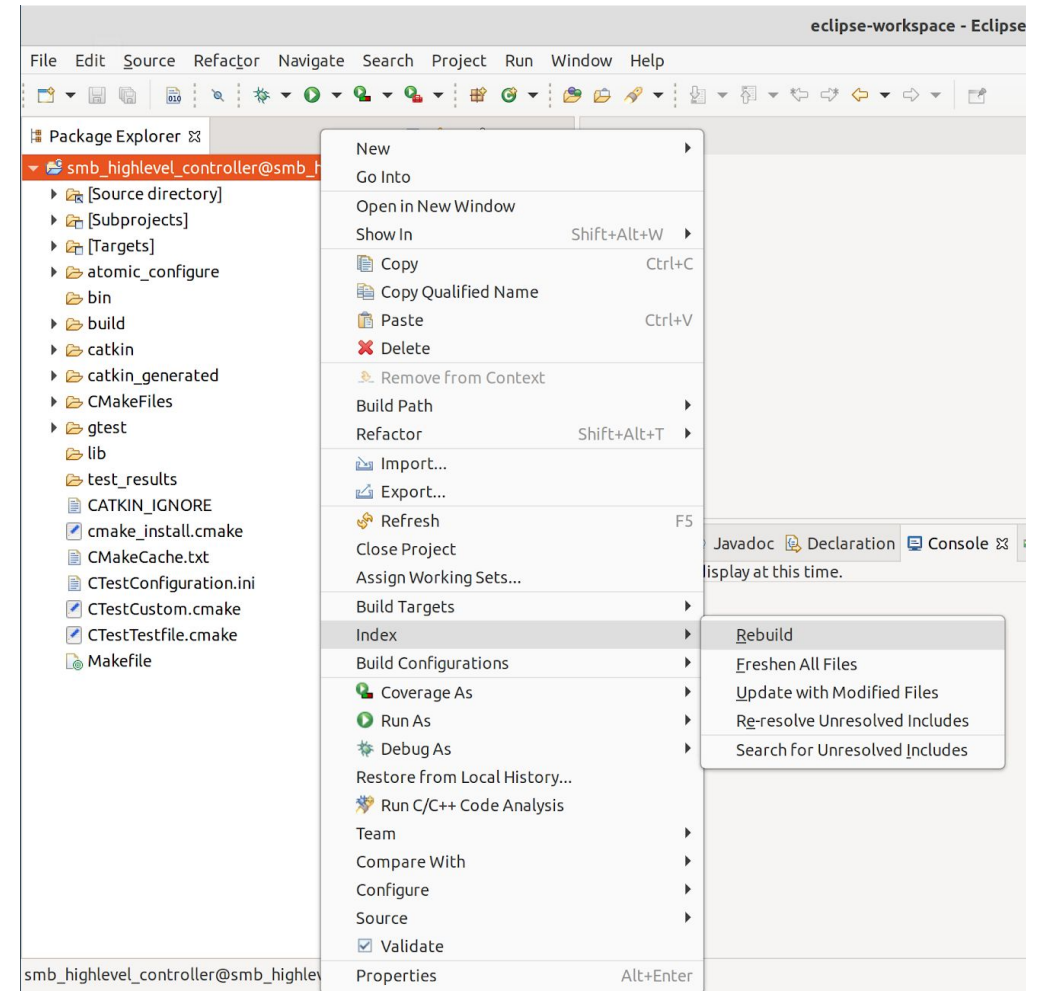 eclipse-workspace - Eclipse
File Edit Source Refactor Navigate Search Project Run Window Help
010
Package Explorer
smb_highlevel_controller@smb_h
[Source directory]
[Subprojects]
[Targets]
atomic_configure
bin
build
catkin
catkin_generated
CMakeFiles
gtest
lib
test_results
CATKIN_IGNORE
cmake_install.cmake
CMakeCache.txt
CTestConfiguration.ini
CTestCustom.cmake
CTestTestfile.cmake
Makefile
New
Go Into
Open in New Window
Show In Shift+Alt+W
Copy Ctrl+C
Copy Qualified Name
Paste Ctrl+V
Delete
Remove from Context
Build Path
Refactor Shift+Alt+T
Import...
Export...
Refresh F5
Close Project
Assign Working Sets...
Build Targets
Index
Build Configurations
Coverage As
Run As
Debug As
Restore from Local History...
Run C/C++ Code Analysis
Team
Compare With
Configure
Source
Validate
Properties Alt+Enter
Javadoc Declaration Console
lisplay at this time.
Rebuild
Freshen All Files
Update with Modified Files
Re-resolve Unresolved Includes
Search for Unresolved Includes
smb_highlevel_controller@smb_highlev